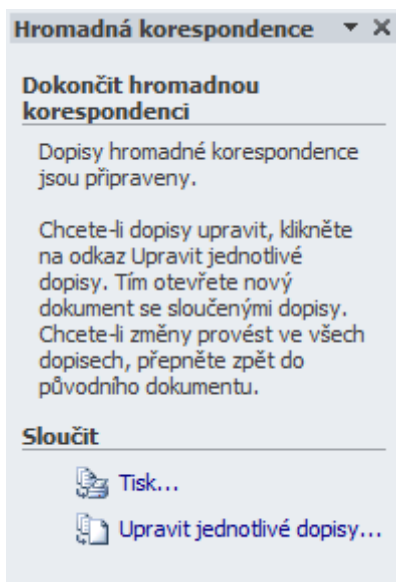 Hromadná korespondence
Dokončit hromadnou
korespondenci
Dopisy hromadné korespondence
jsou připraveny.
Chcete-li dopisy upravit, klikněte
na odkaz Upravit jednotlivé
dopisy. Tím otevřete nový
dokument se sloučenými dopisy.
Chcete-li změny provést ve všech
dopisech, přepněte zpět do
původního dokumentu.
Sloučit
Tisk...
Upravit jednotlivé dopisy...